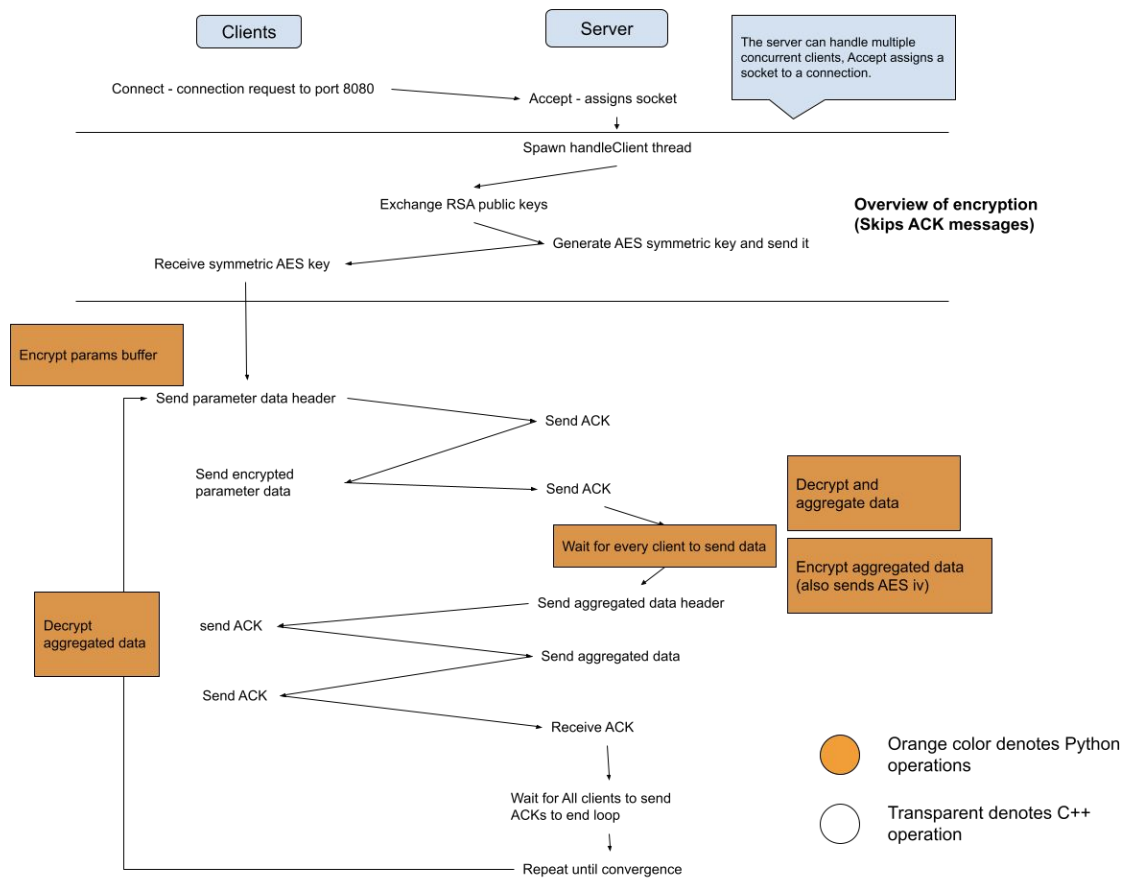 Clients
Server
The server can handle multiple
concurrent clients, Accept assigns a
socket to a connection.
Connect - connection request to port 8080
Accept - assigns socket
Spawn handleClient thread
Exchange RSA public keys
Overview of encryption
(Skips ACK messages)
Generate AES symmetric key and send it
Receive symmetric AES key
Encrypt params buffer
Send parameter data header
Send ACK
Send encrypted
parameter data
Send ACK
Decrypt and
aggregate data
Wait for every client to send data
Encrypt aggregated data
(also sends AES iv)
Send aggregated data header
Decrypt
aggregated data
send ACK
Send aggregated data
Send ACK
Receive ACK
Orange color denotes Python
operations
Wait for All clients to send
ACKs to end loop
Transparent denotes C++
operation
Repeat until convergence